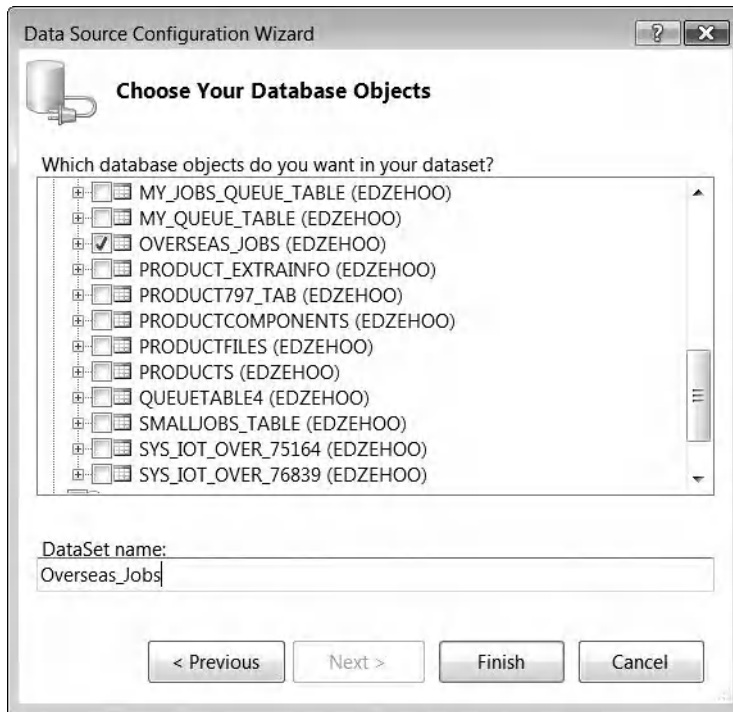 Data Source Configuration Wizard
Choose Your Database Objects
Which database objects do you want in your dataset?
MY_JOBS_QUEUE_TABLE (EDZEHOO)
MY_QUEUE_TABLE (EDZEHOO)
OVERSEAS_JOBS (EDZEHOO)
PRODUCT_EXTRAINFO (EDZEHOO)
PRODUCT797_TAB (EDZEHOO)
PRODUCTCOMPONENTS (EDZEHOO)
PRODUCTFILES (EDZEHOO)
PRODUCTS (EDZEHOO)
QUEUETABLE4 (EDZEHOO)
SMALLJOBS_TABLE (EDZEHOO)
SYS_IOT_OVER_75164 (EDZEHOO)
SYS_IOT_OVER_76839 (EDZEHOO)
DataSet name:
Overseas_Jobs
< Previous Next > Finish Cancel